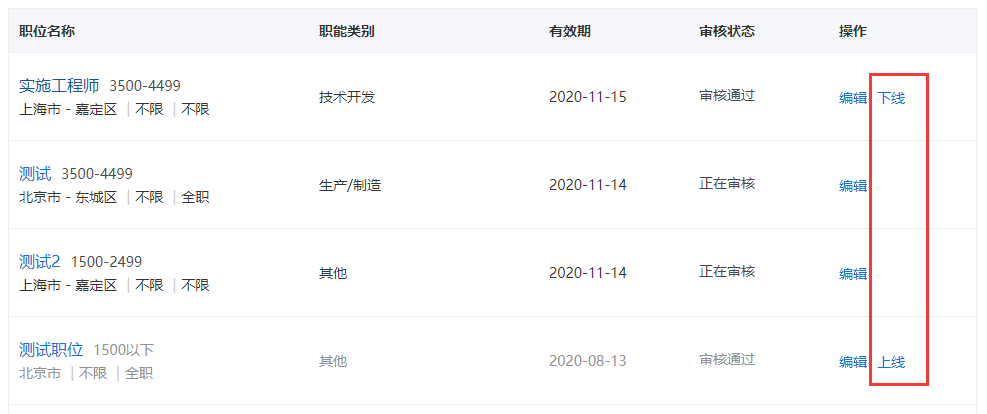 职位名称 职能类别 有效期 审核状态 操作
实施工程师 3500-4499
上海市 - 嘉定区 | 不限 | 不限
技术开发 2020-11-15 审核通过 编辑 下线
测试 3500-4499
北京市 - 东城区 | 不限 | 全职
生产/制造 2020-11-14 正在审核 编辑
测试2 1500-2499
上海市 - 嘉定区 | 不限 | 不限
其他 2020-11-14 正在审核 编辑
测试职位 1500以下
北京市 | 不限 | 全职
其他 2020-08-13 审核通过 编辑 上线